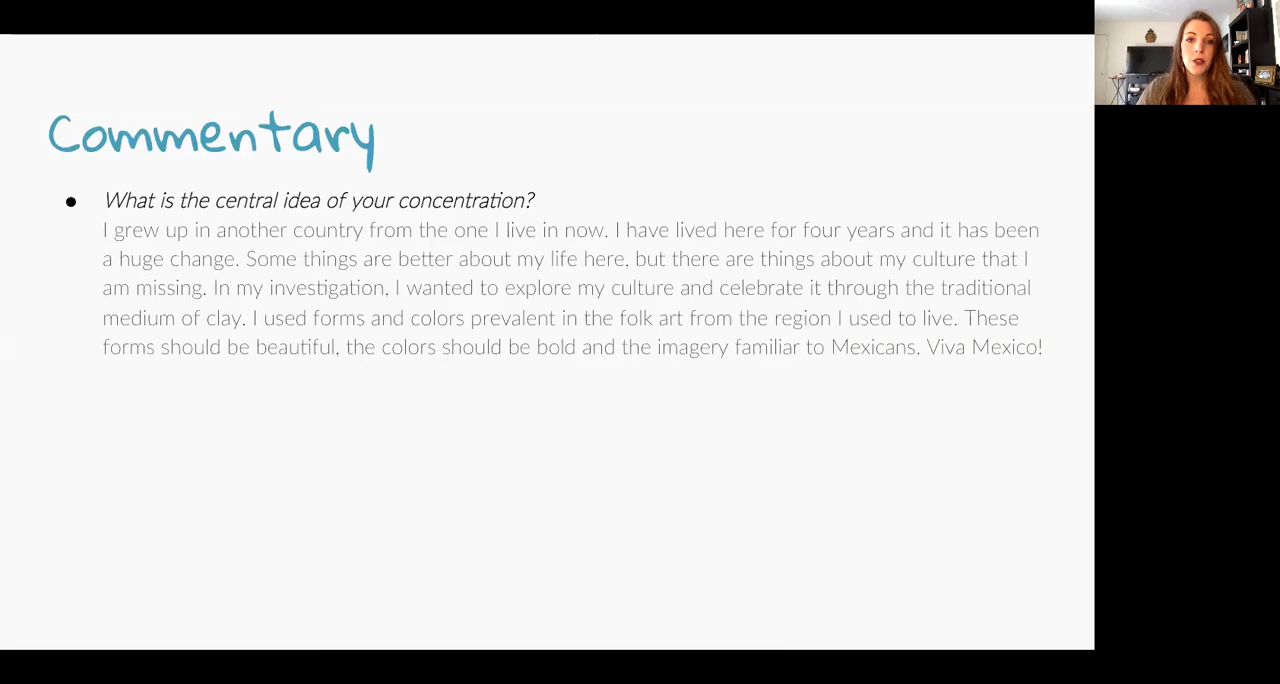 Commentary
● What is the central idea of your concentration?
I grew up in another country from the one I live in now. I have lived here for four years and it has been
a huge change. Some things are better about my life here, but there are things about my culture that I
am missing. In my investigation, I wanted to explore my culture and celebrate it through the traditional
medium of clay. I used forms and colors prevalent in the folk art from the region I used to live. These
forms should be beautiful, the colors should be bold and the imagery familiar to Mexicans. Viva Mexico!